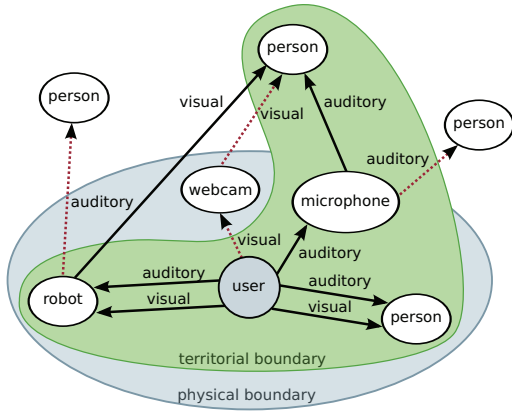 person
person
visual
visual
auditory
person
auditory
webcam
microphone
auditory
visual
auditory
auditory
auditory
robot
visual
user
visual
person
territorial boundary
physical boundary